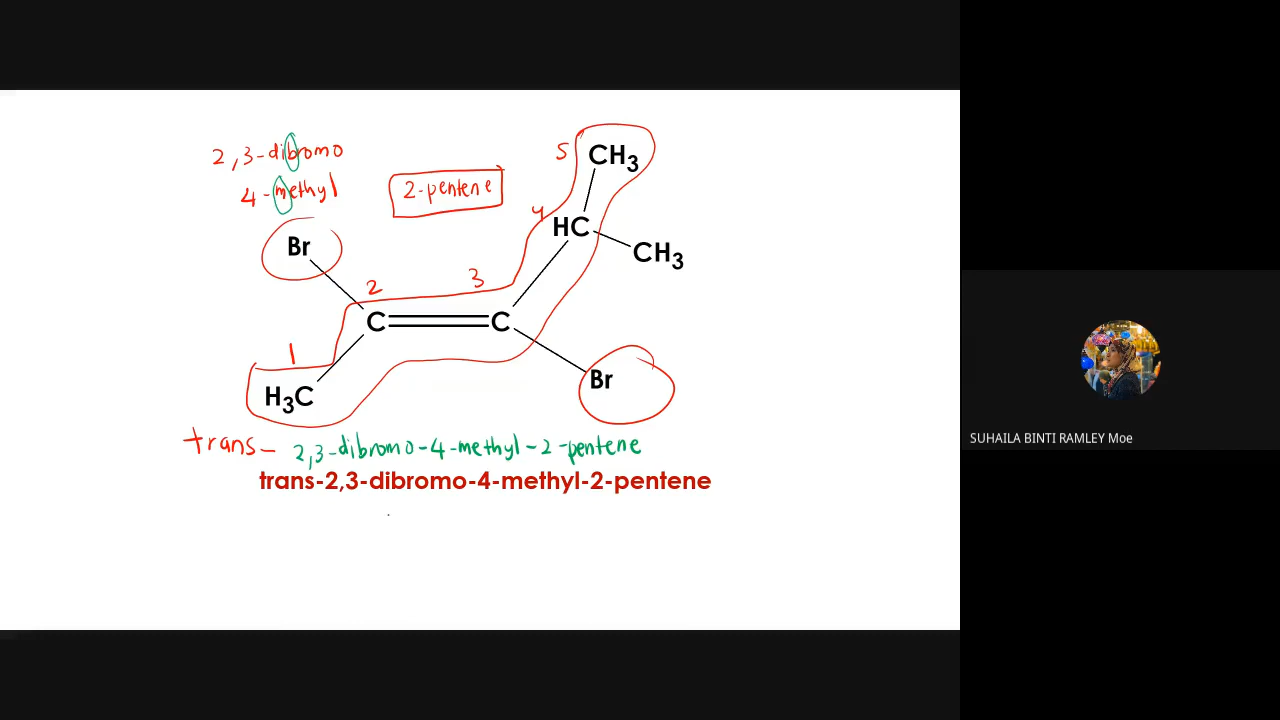 2,3-dibromo
4-methyl
2-pentene
5
CH3
4
HC
CH3
Br
2
3
C
C
1
H3C
Br
trans- 2,3-dibromo-4-methyl-2-pentene
trans-2,3-dibromo-4-methyl-2-pentene
SUHAILA BINTI RAMLEY Moe